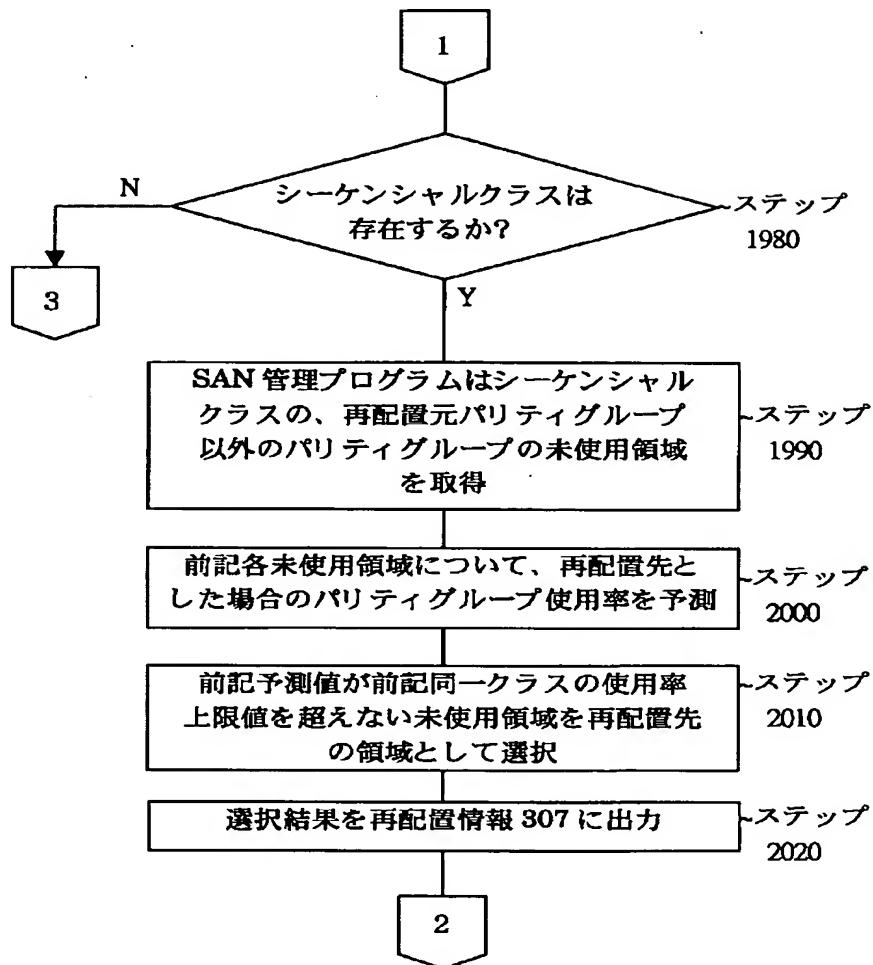 1
シーケンシャルクラスは
存在するか?
N
~ステップ
1980
3
Y
SAN 管理プログラムはシーケンシャル
クラスの、再配置元パリティグループ
以外のパリティグループの未使用領域
を取得
~ステップ
1990
前記各未使用領域について、再配置先と
した場合のパリティグループ使用率を予測
~ステップ
2000
前記予測値が前記同一クラスの使用率
上限値を超えない未使用領域を再配置先
の領域として選択
~ステップ
2010
選択結果を再配置情報 307 に出力
~ステップ
2020
2